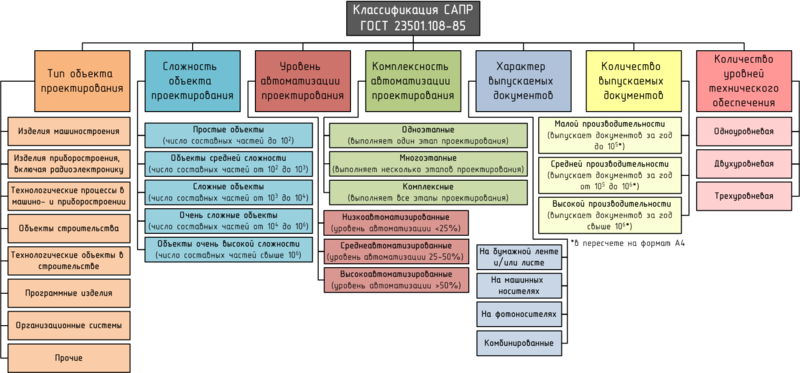 Классификация САПР
ГОСТ 23501.108-85
Тип объекта
проектирования
Сложность
объекта
проектирования
Уровень
автоматизации
проектирования
Комплексность
автоматизации
проектирования
Характер
выпускаемых
документов
Количество
выпускаемых
документов
Количество
уровней
технического
обеспечения
Изделия машиностроения
Изделия приборостроения,
включая радиоэлектронику
Технологические процессы в
машино- и приборостроении
Объекты строительства
Технологические объекты в
строительстве
Программные изделия
Организационные системы
Прочие
Простые объекты
(число составных частей до 10²)
Объекты средней сложности
(число составных частей от 10² до 10³)
Сложные объекты
(число составных частей от 10³ до 10⁴)
Очень сложные объекты
(число составных частей от 10⁴ до 10⁶)
Объекты очень высокой сложности
(число составных частей свыше 10⁶)
Низкоавтоматизированные
(уровень автоматизации <25%)
Среднеавтоматизированные
(уровень автоматизации 25-50%)
Высокоавтоматизированные
(уровень автоматизации >50%)
Одноэтапные
(выполняет один этап проектирования)
Многоэтапные
(выполняет несколько этапов проектирования)
Комплексные
(выполняет все этапы проектирования)
На бумажной ленте
и/или листе
На машинных
носителях
На фотоносителях
Комбинированные
Малой производительности
(выпускает документов за год
до 10⁵*)
Средней производительности
(выпускает документов за год
от 10⁵ до 10⁶*)
Высокой производительности
(выпускает документов за год
свыше 10⁶*)
*в пересчете на формат А4
Одноуровневая
Двухуровневая
Трехуровневая